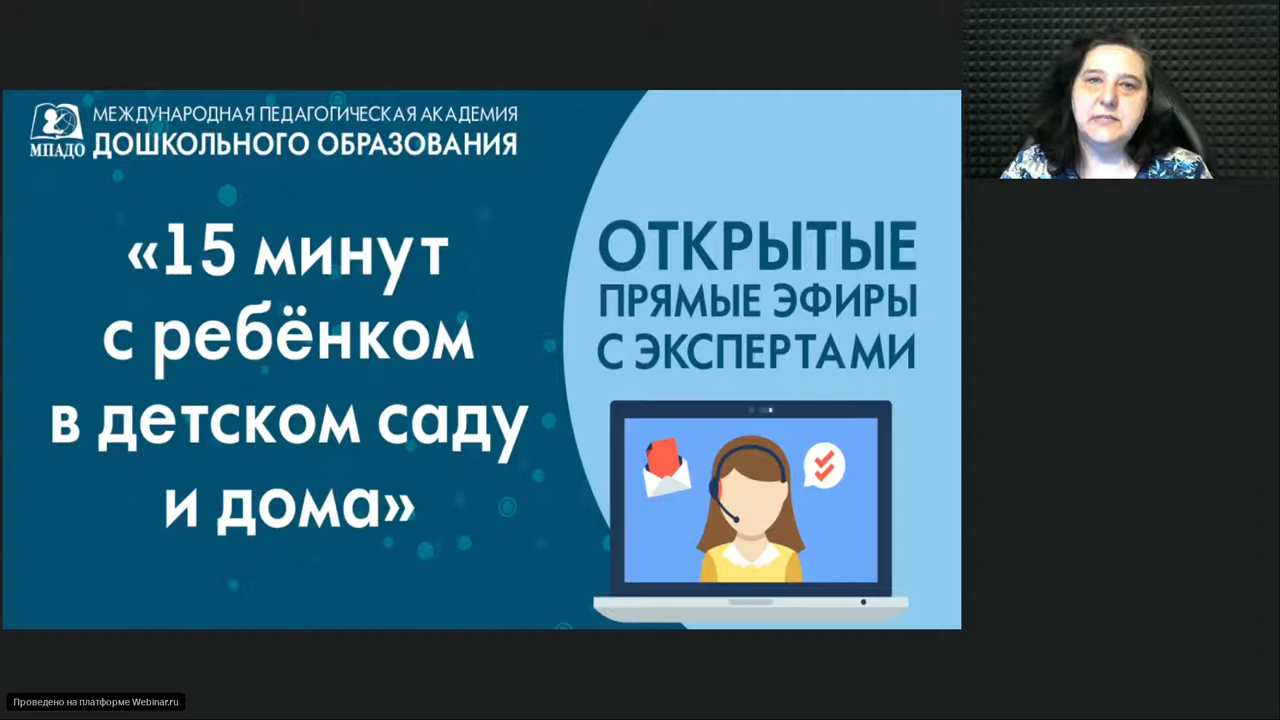 МЕЖДУНАРОДНАЯ ПЕДАГОГИЧЕСКАЯ АКАДЕМИЯ
МПАДО ДОШКОЛЬНОГО ОБРАЗОВАНИЯ
«15 минут
с ребёнком
в детском саду
и дома»
ОТКРЫТЫЕ
ПРЯМЫЕ ЭФИРЫ
С ЭКСПЕРТАМИ
Проведено на платформе Webinar.ru